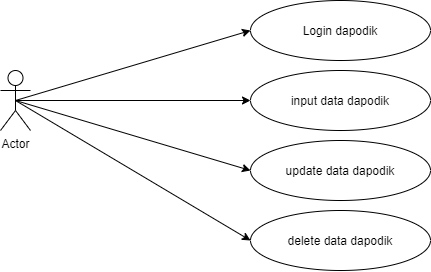 Login dapodik
input data dapodik
Actor
update data dapodik
delete data dapodik